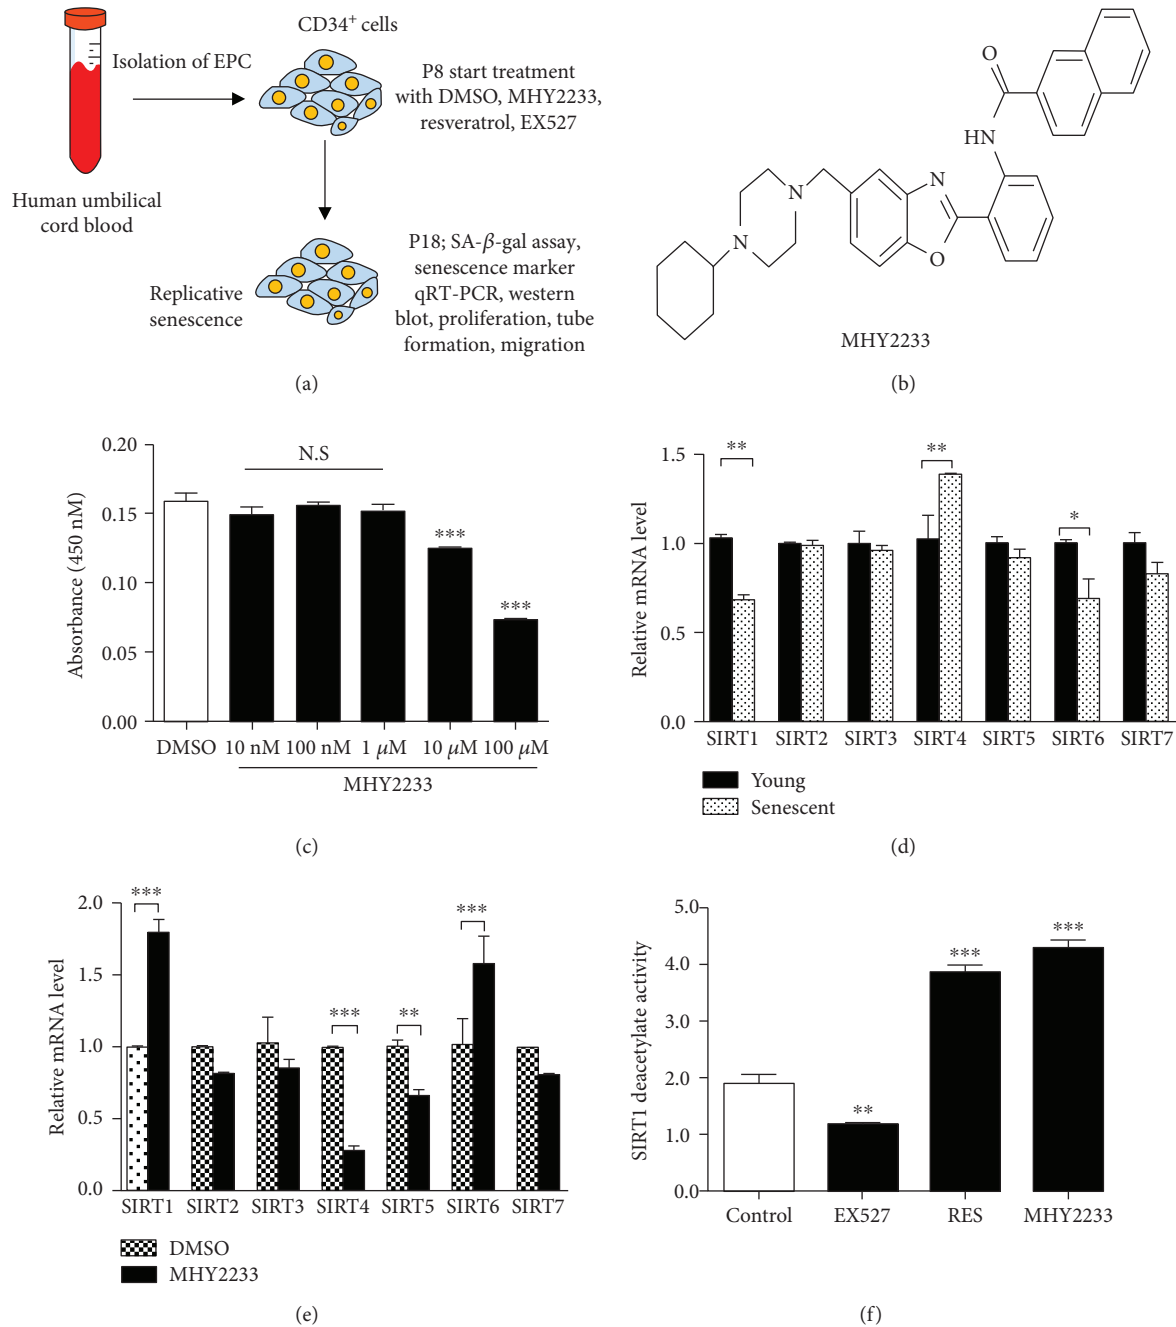 CD34+ cells
Isolation of EPC
P8 start treatment
with DMSO, MHY2233,
resveratrol, EX527
Human umbilical
cord blood
Replicative
senescence
P18; SA-β-gal assay,
senescence marker
qRT-PCR, western
blot, proliferation, tube
formation, migration
(a)
O
HN
N
N
N
O
MHY2233
(b)
Absorbance (450 nM)
0.20
0.15
0.10
0.05
0.00
N.S
***
***
DMSO 10 nM 100 nM 1 μM 10 μM 100 μM
MHY2233
(c)
Relative mRNA level
1.5
1.0
0.5
0.0
** ** *
SIRT1 SIRT2 SIRT3 SIRT4 SIRT5 SIRT6 SIRT7
Young
Senescent
(d)
Relative mRNA level
2.0
1.5
1.0
0.5
0.0
*** *** ** ***
SIRT1 SIRT2 SIRT3 SIRT4 SIRT5 SIRT6 SIRT7
DMSO
MHY2233
(e)
SIRT1 deacetylate activity
5.0
4.0
3.0
2.0
1.0
0.0
** *** ***
Control EX527 RES MHY2233
(f)